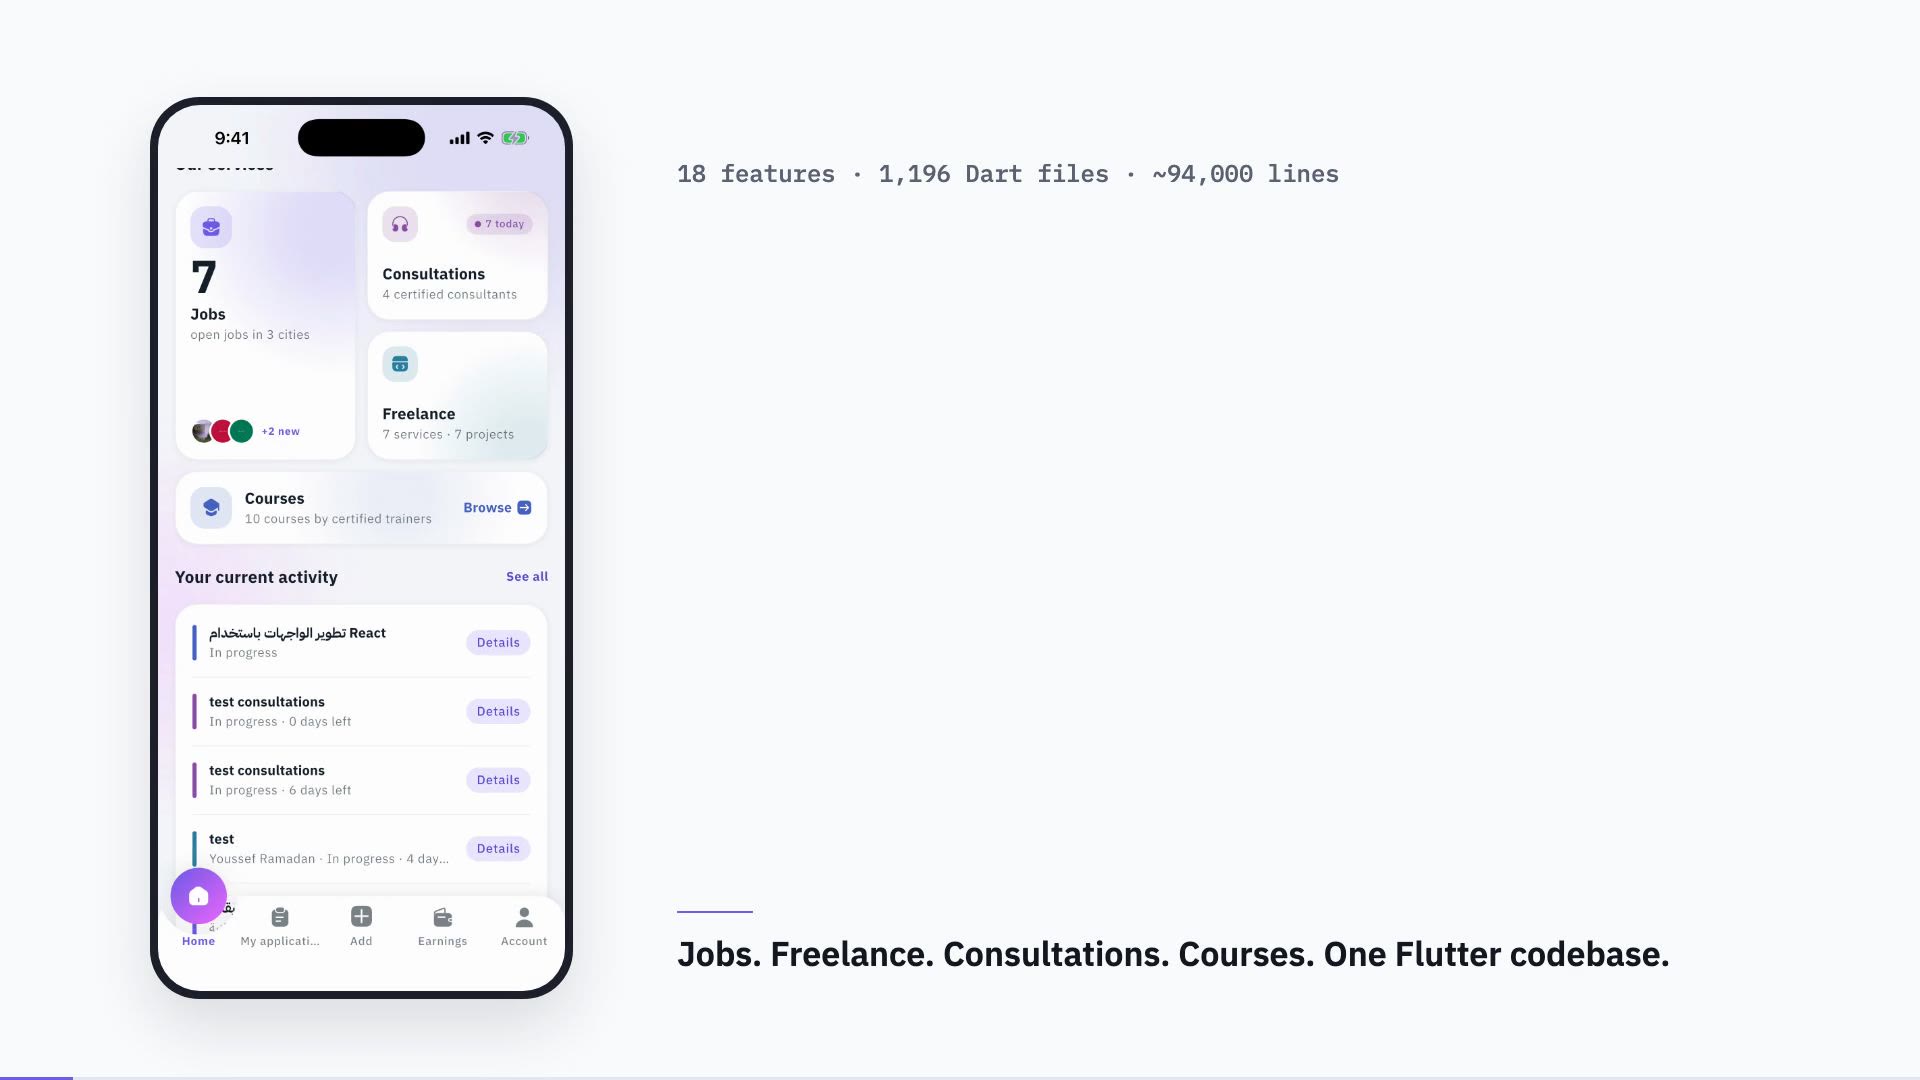 9:41
18 features · 1,196 Dart files · ~94,000 lines
7
Jobs
open jobs in 3 cities
+2 new
7 today
Consultations
4 certified consultants
Freelance
7 services · 7 projects
Courses
10 courses by certified trainers
Browse
Your current activity
See all
تطوير الواجهات باستخدام React
In progress
Details
test consultations
In progress · 0 days left
Details
test consultations
In progress · 6 days left
Details
test
Youssef Ramadan · In progress · 4 day...
Details
Home
My applicati...
Add
Earnings
Account
Jobs. Freelance. Consultations. Courses. One Flutter codebase.